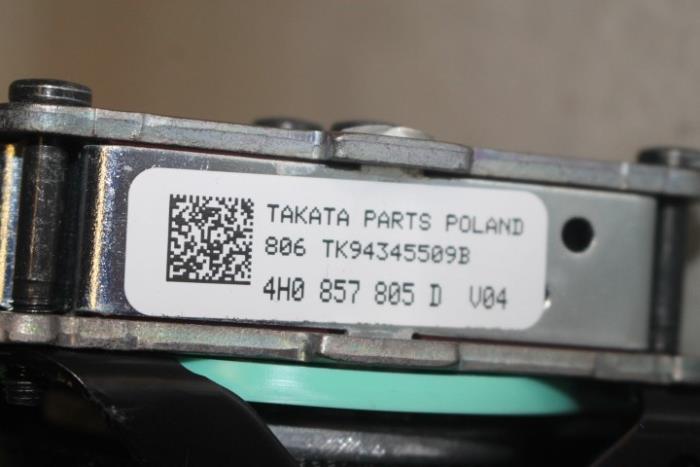 TAKATA PARTS POLAND
806 TK94345509B
4H0 857 805 D V04